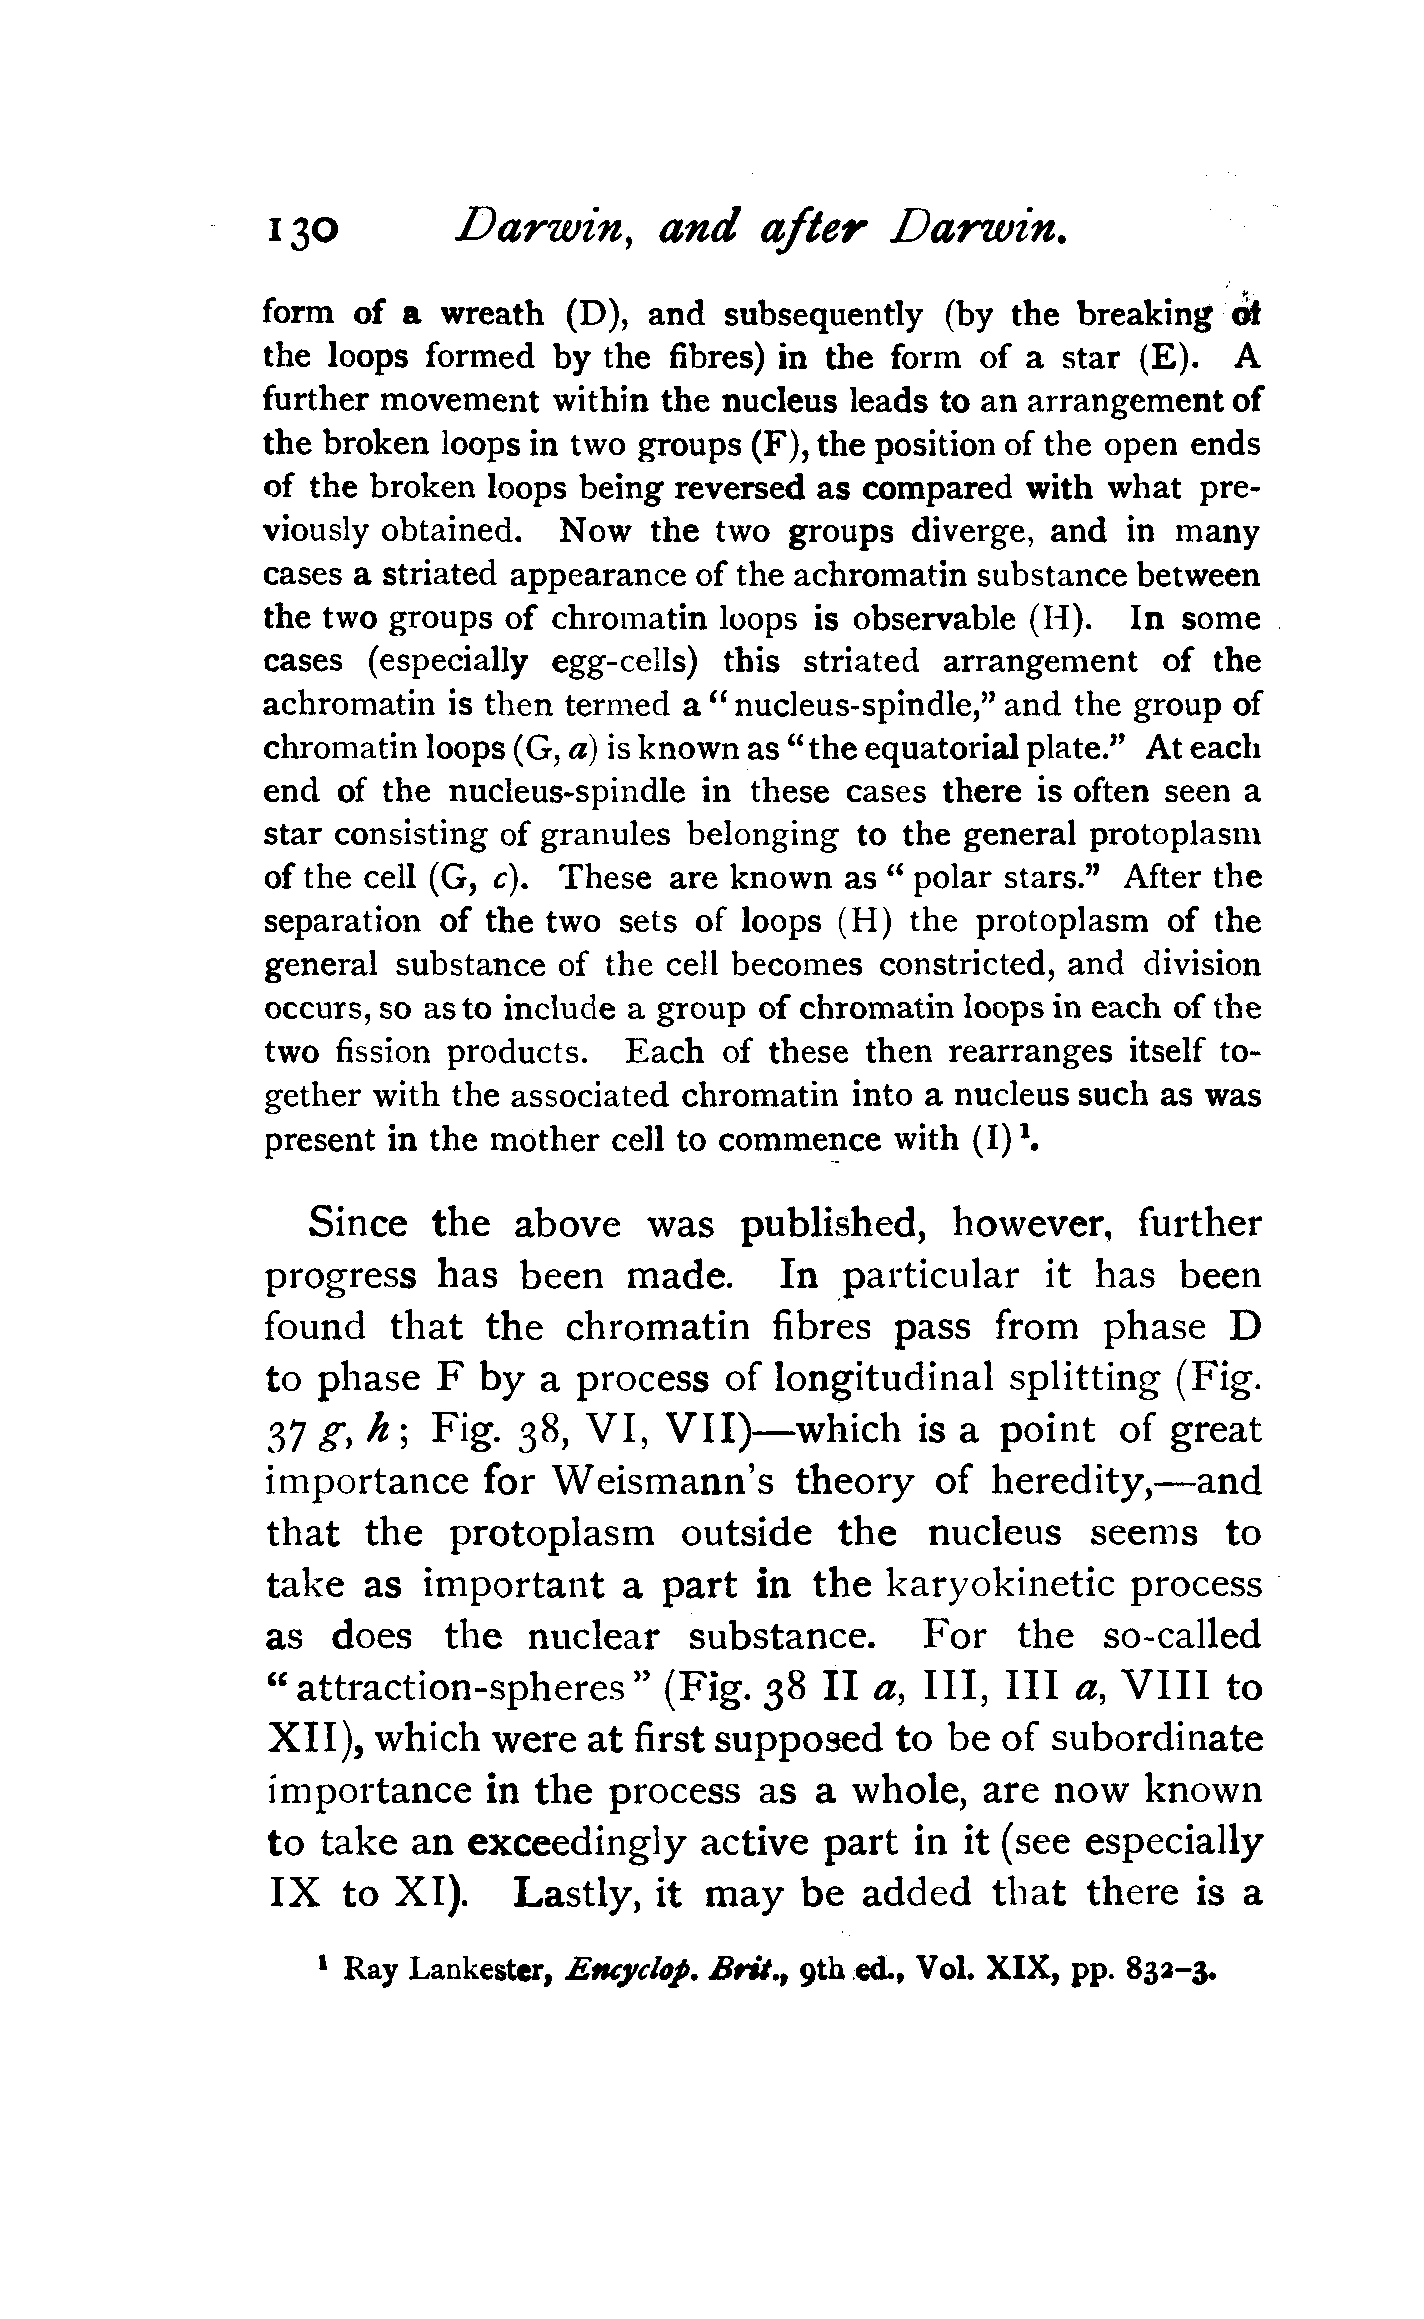 130 Darwin, and after Darwin.
form of a wreath (D), and subsequently (by the breaking of
the loops formed by the fibres) in the form of a star (E). A
further movement within the nucleus leads to an arrangement of
the broken loops in two groups (F), the position of the open ends
of the broken loops being reversed as compared with what pre-
viously obtained. Now the two groups diverge, and in many
cases a striated appearance of the achromatin substance between
the two groups of chromatin loops is observable (H). In some
cases (especially egg-cells) this striated arrangement of the
achromatin is then termed a “nucleus-spindle,” and the group of
chromatin loops (G, a) is known as “the equatorial plate.” At each
end of the nucleus-spindle in these cases there is often seen a
star consisting of granules belonging to the general protoplasm
of the cell (G, c). These are known as “polar stars.” After the
separation of the two sets of loops (H) the protoplasm of the
general substance of the cell becomes constricted, and division
occurs, so as to include a group of chromatin loops in each of the
two fission products. Each of these then rearranges itself to-
gether with the associated chromatin into a nucleus such as was
present in the mother cell to commence with (I)¹.
Since the above was published, however, further
progress has been made. In particular it has been
found that the chromatin fibres pass from phase D
to phase F by a process of longitudinal splitting (Fig.
37 g, h; Fig. 38, VI, VII)—which is a point of great
importance for Weismann's theory of heredity,—and
that the protoplasm outside the nucleus seems to
take as important a part in the karyokinetic process
as does the nuclear substance. For the so-called
“attraction-spheres” (Fig. 38 II a, III, III a, VIII to
XII), which were at first supposed to be of subordinate
importance in the process as a whole, are now known
to take an exceedingly active part in it (see especially
IX to XI). Lastly, it may be added that there is a
¹ Ray Lankester, Encyclop. Brit., 9th ed., Vol. XIX, pp. 832–3.